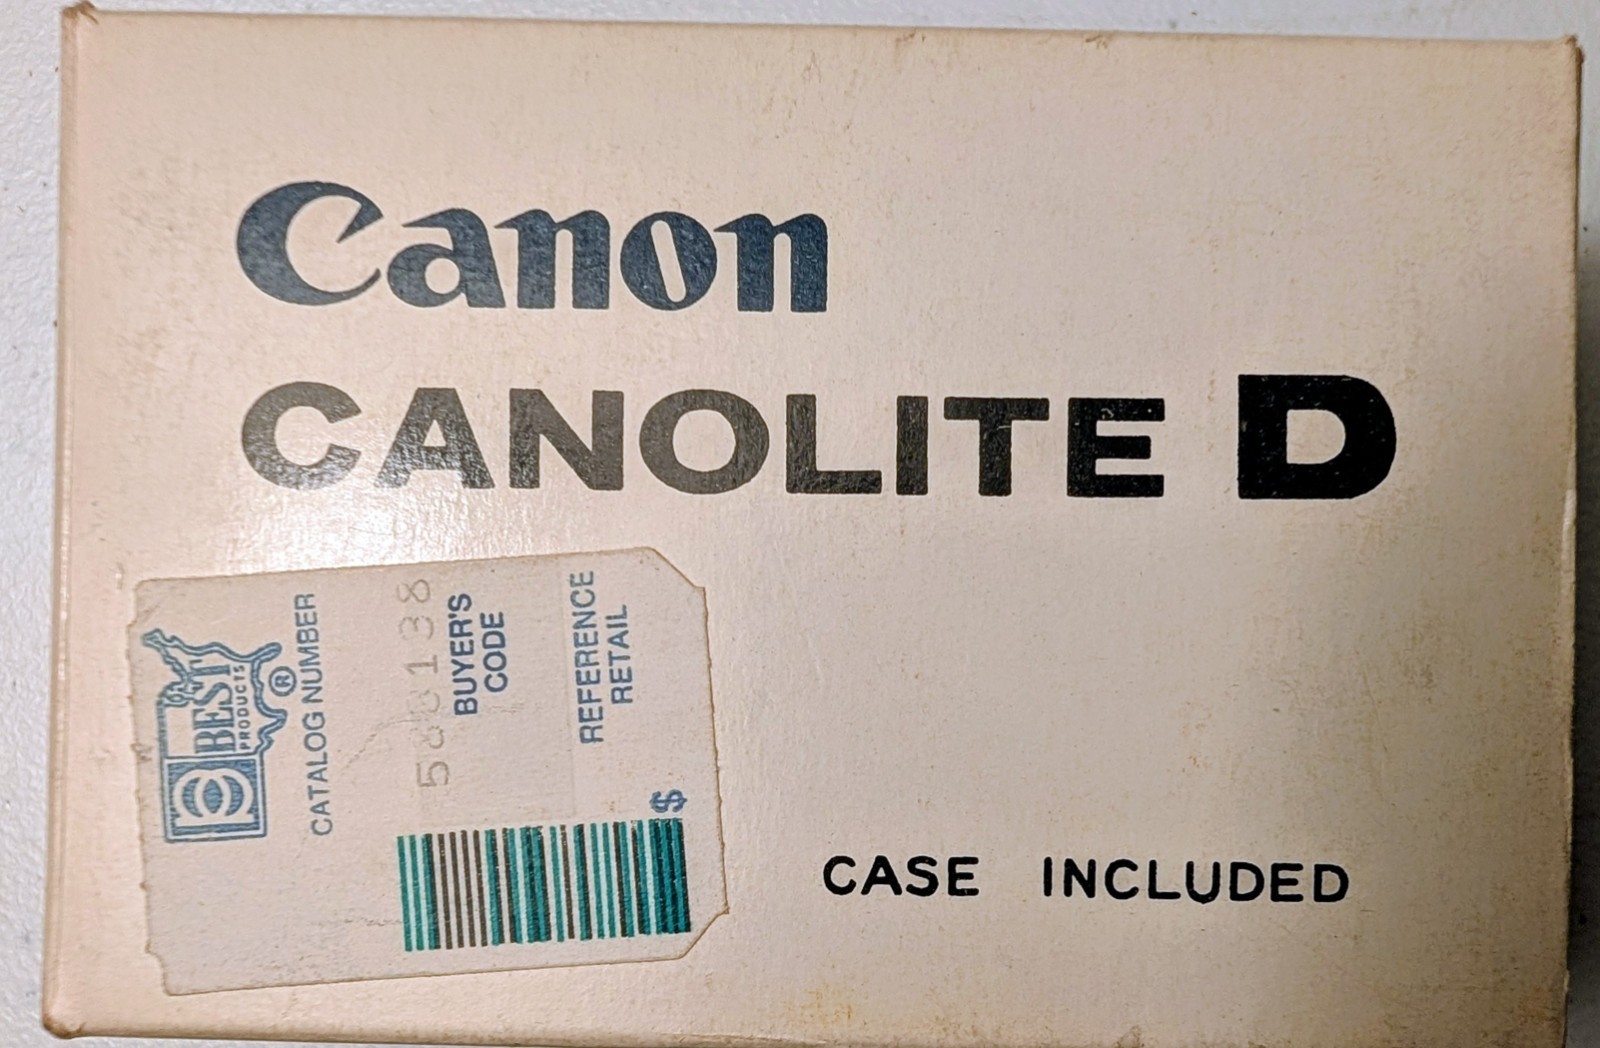 Canon
CANOLITE D
BEST
PRODUCTS
®
CATALOG NUMBER
BUYER'S
CODE
REFERENCE
RETAIL
$
CASE INCLUDED